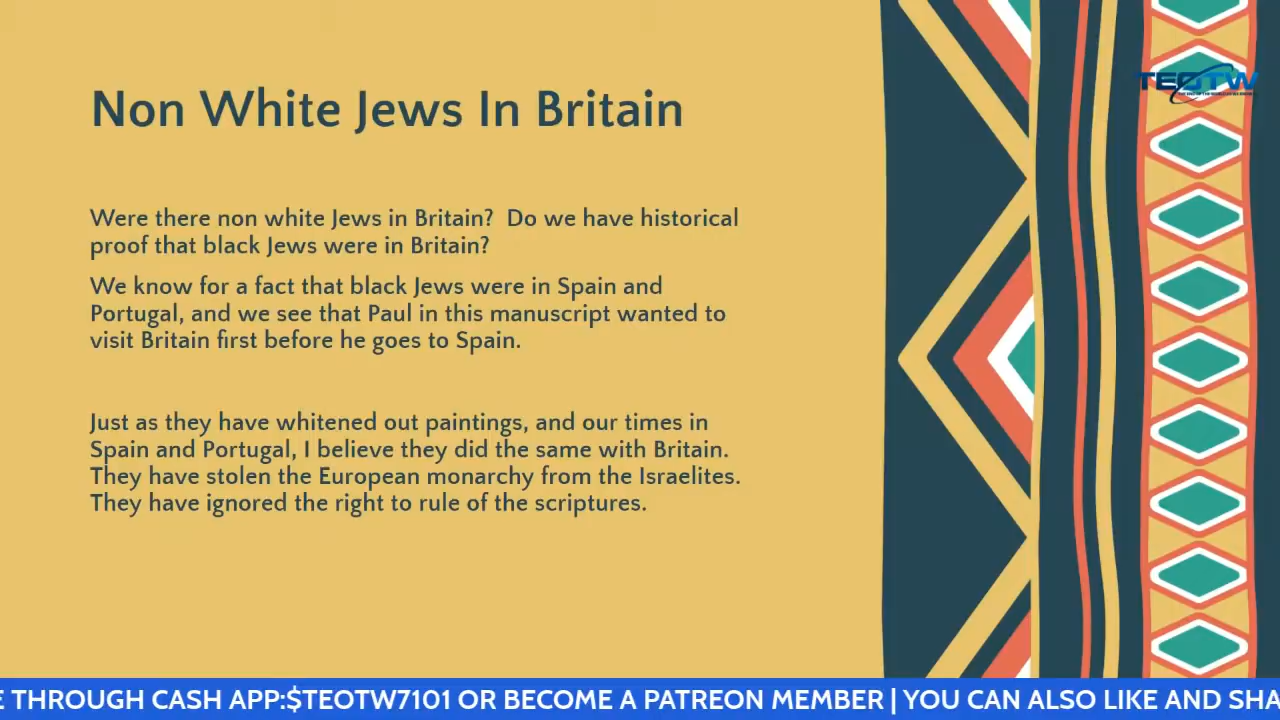 Non White Jews In Britain
TEOTW
Were there non white Jews in Britain?  Do we have historical
proof that black Jews were in Britain?
We know for a fact that black Jews were in Spain and
Portugal, and we see that Paul in this manuscript wanted to
visit Britain first before he goes to Spain.
Just as they have whitened out paintings, and our times in
Spain and Portugal, I believe they did the same with Britain.
They have stolen the European monarchy from the Israelites.
They have ignored the right to rule of the scriptures.
E THROUGH CASH APP:$TEOTW7101 OR BECOME A PATREON MEMBER | YOU CAN ALSO LIKE AND SHA